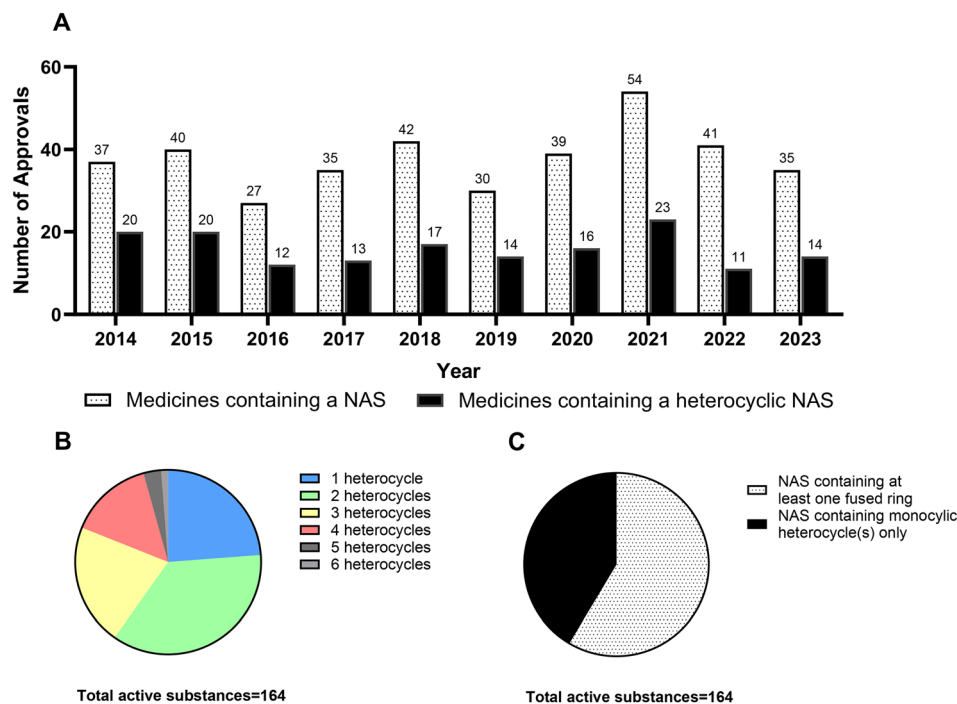 A
Number of Approvals
60
40
20
0
37
20
40
20
27
12
35
13
42
17
30
14
39
16
54
23
41
11
35
14
2014 2015 2016 2017 2018 2019 2020 2021 2022 2023
Year
Medicines containing a NAS Medicines containing a heterocyclic NAS
B
1 heterocycle
2 heterocycles
3 heterocycles
4 heterocycles
5 heterocycles
6 heterocycles
Total active substances=164
C
NAS containing at
least one fused ring
NAS containing monocylic
heterocycle(s) only
Total active substances=164